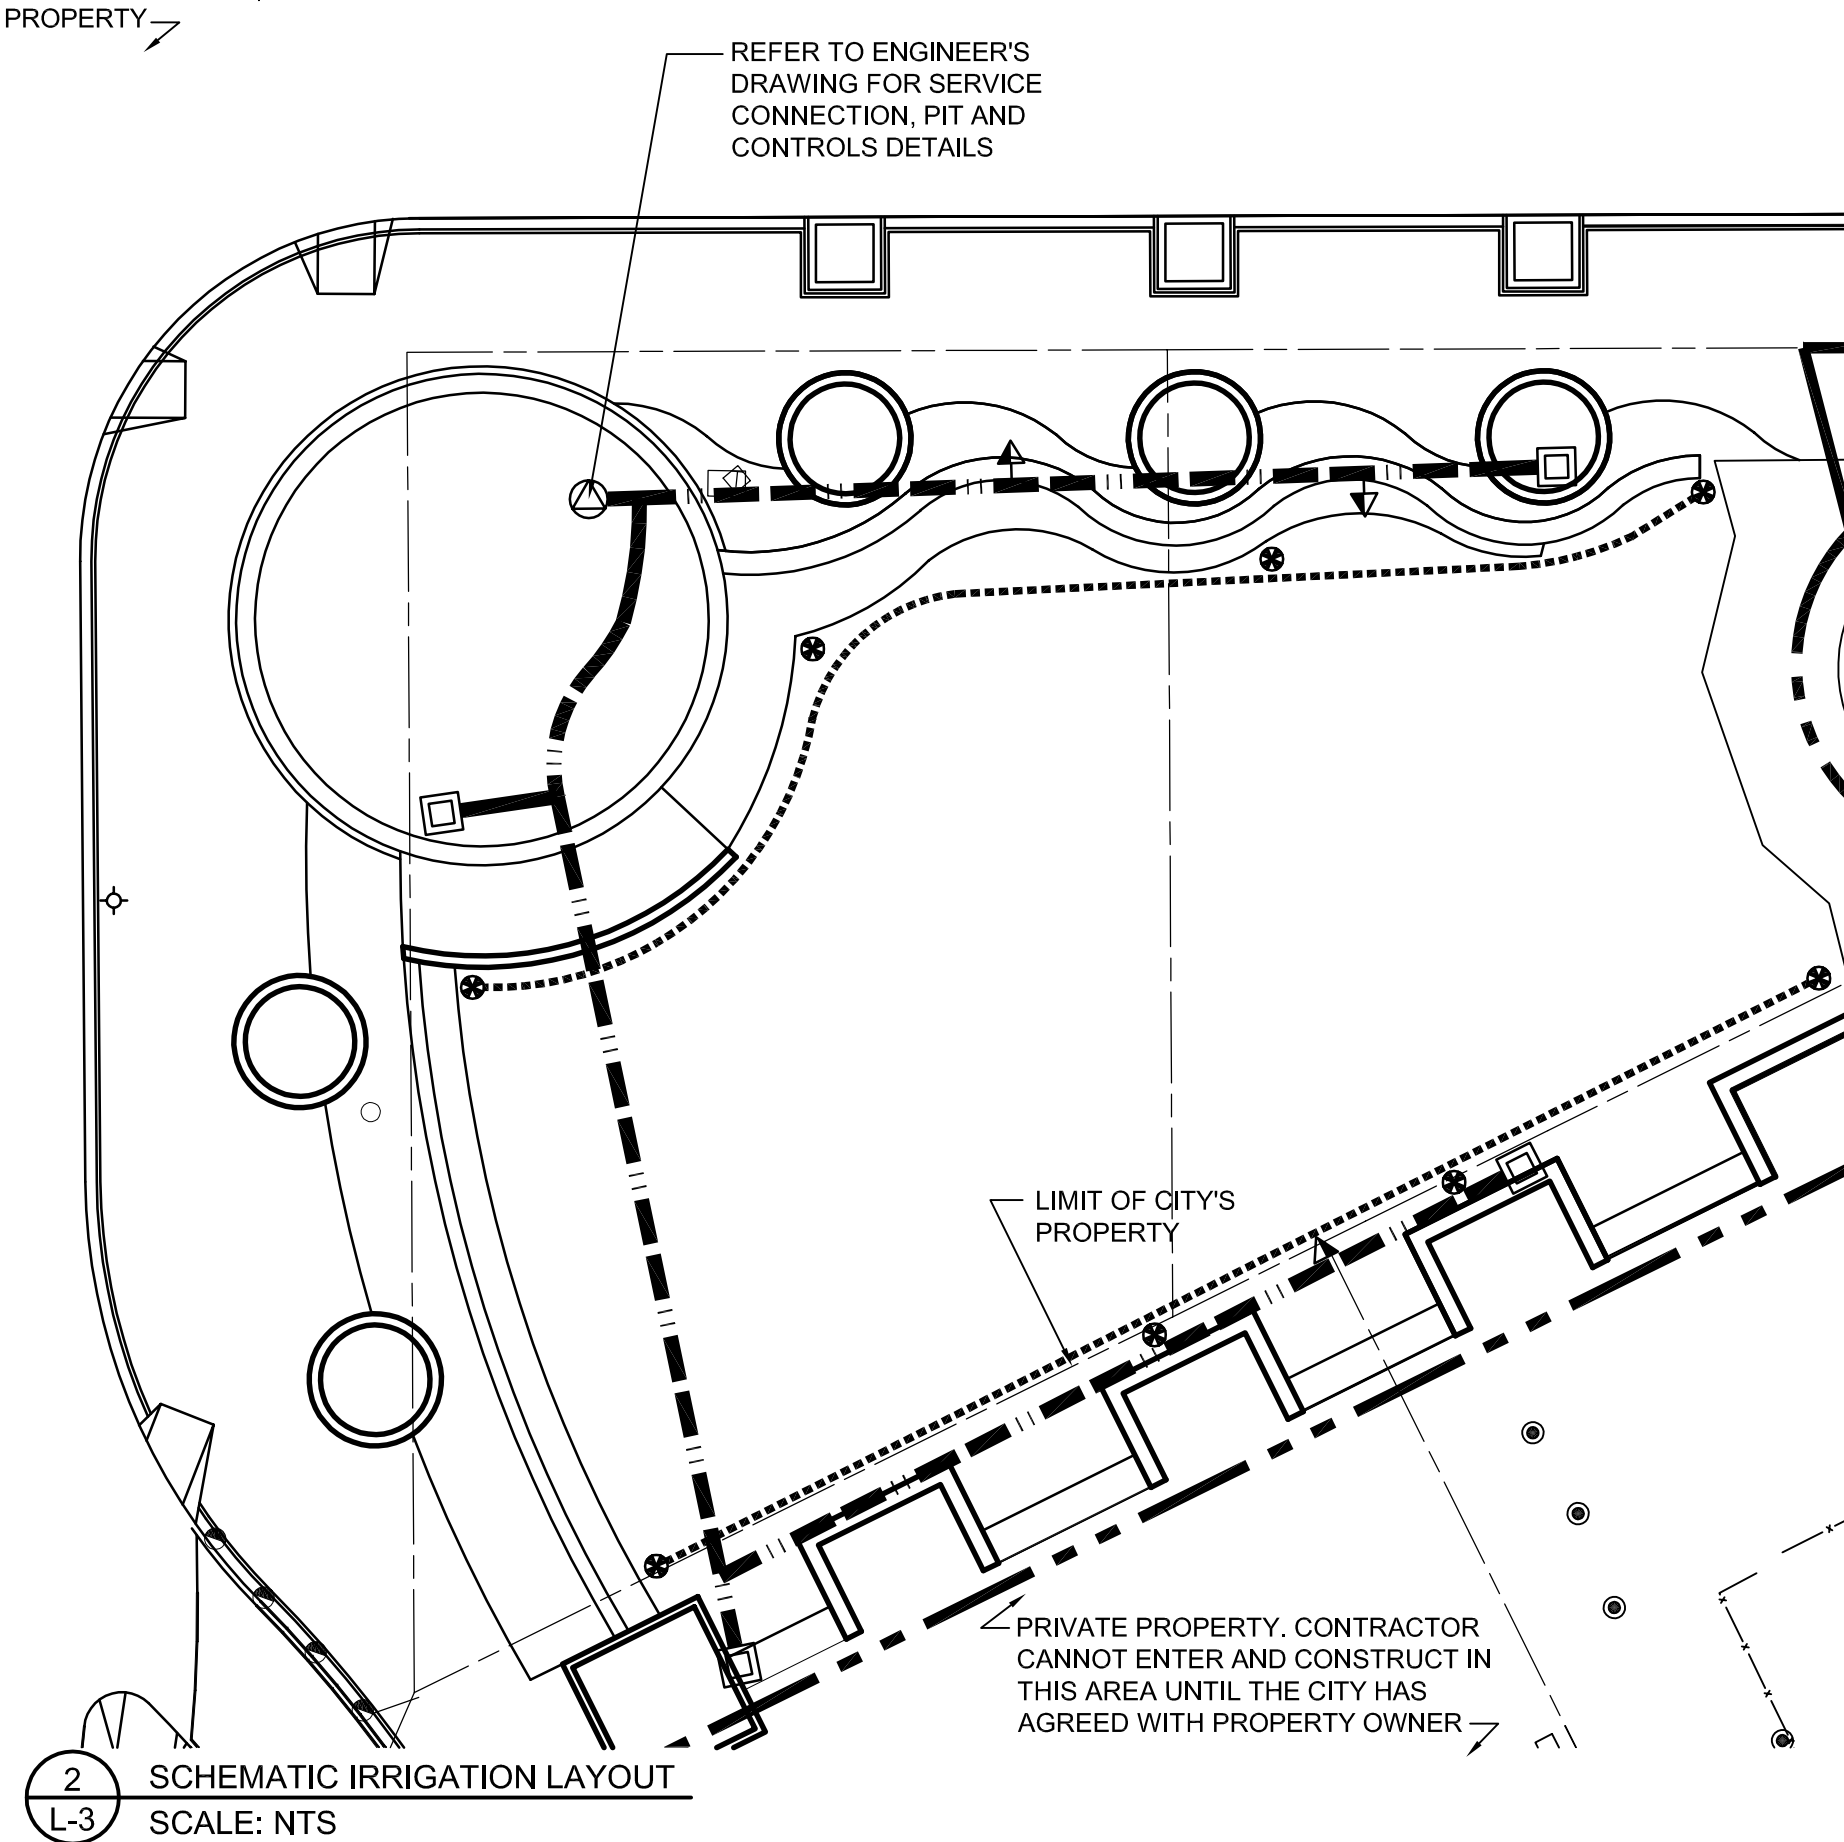 PROPERTY
REFER TO ENGINEER'S
DRAWING FOR SERVICE
CONNECTION, PIT AND
CONTROLS DETAILS
LIMIT OF CITY'S
PROPERTY
PRIVATE PROPERTY. CONTRACTOR
CANNOT ENTER AND CONSTRUCT IN
THIS AREA UNTIL THE CITY HAS
AGREED WITH PROPERTY OWNER
2
L-3
SCHEMATIC IRRIGATION LAYOUT
SCALE: NTS